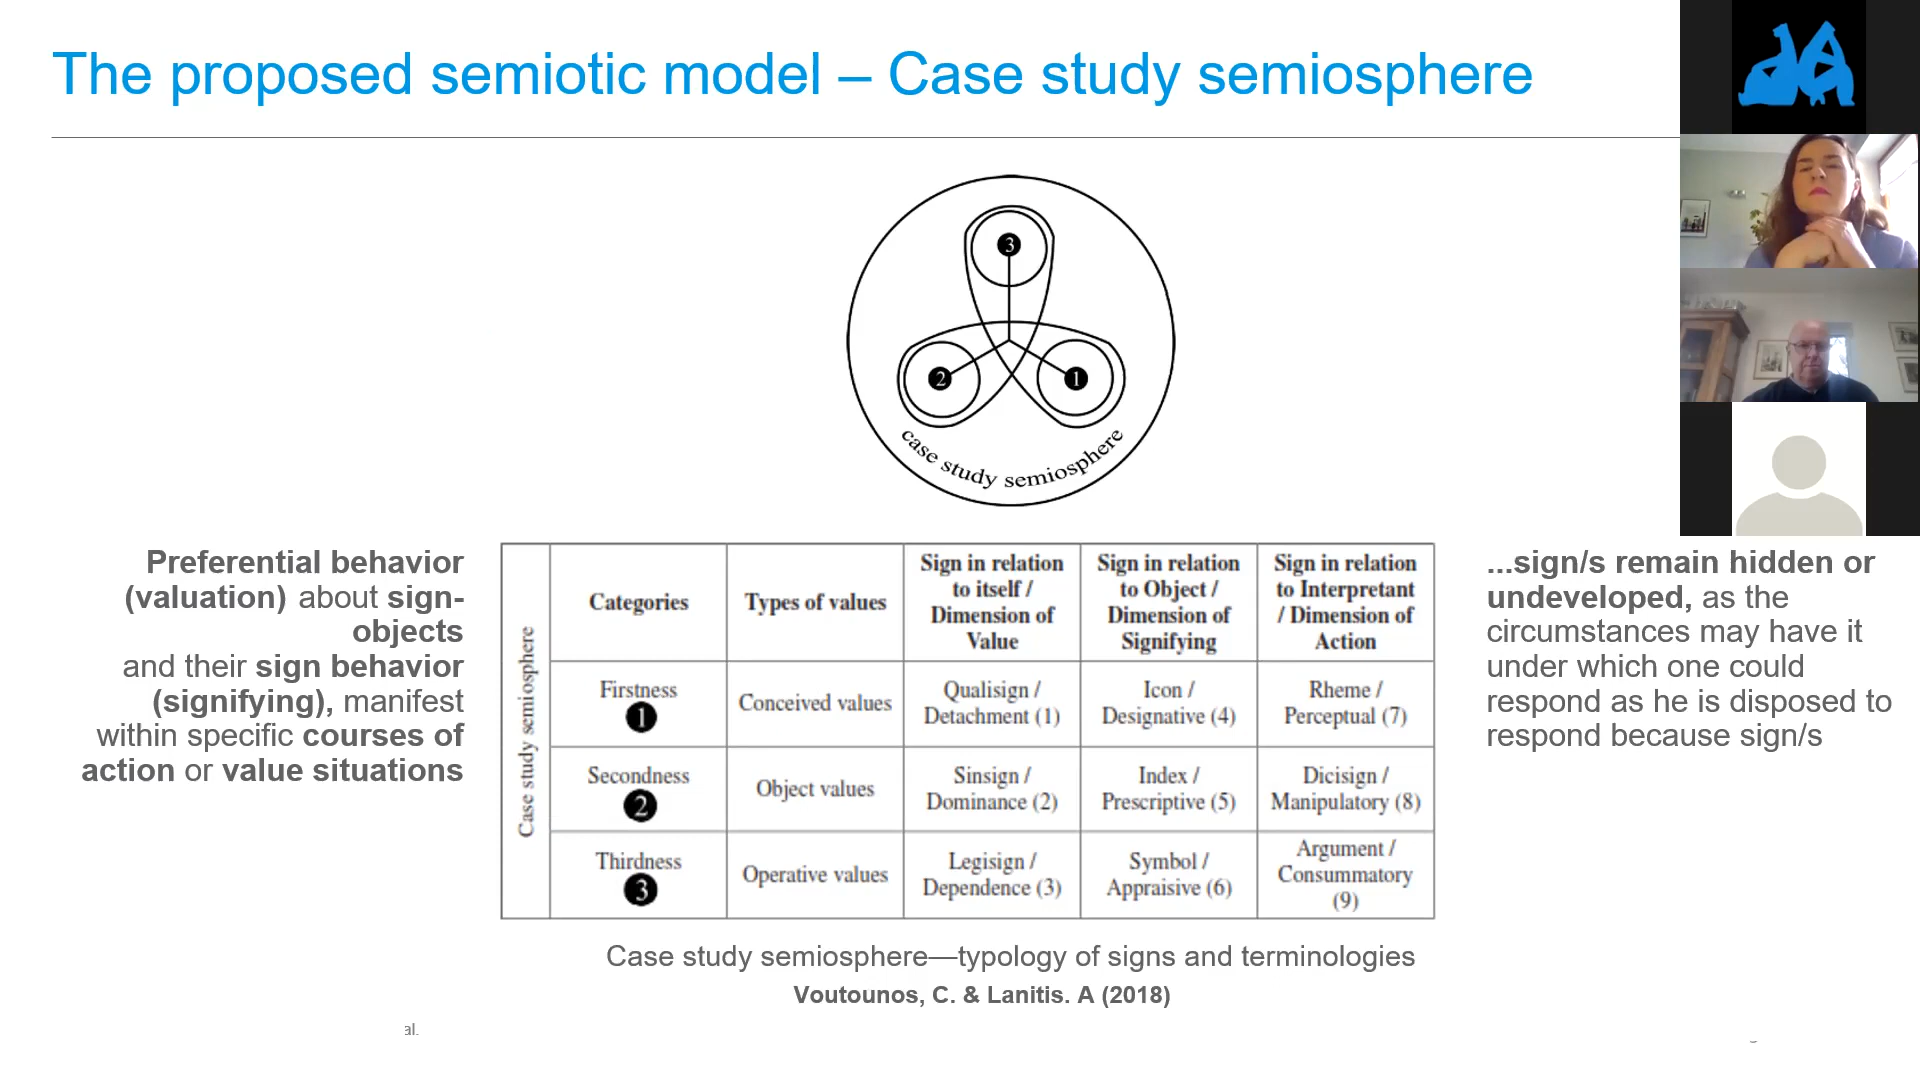 The proposed semiotic model – Case study semiosphere
3
2
1
case study semiosphere
Preferential behavior
(valuation) about sign-
objects
and their sign behavior
(signifying), manifest
within specific courses of
action or value situations
Case study semiosphere
Categories
Types of values
Sign in relation
to itself /
Dimension of
Value
Sign in relation
to Object /
Dimension of
Signifying
Sign in relation
to Interpretant
/ Dimension of
Action
Firstness
1
Conceived values
Qualisign /
Detachment (1)
Icon /
Designative (4)
Rheme /
Perceptual (7)
Secondness
2
Object values
Sinsign /
Dominance (2)
Index /
Prescriptive (5)
Dicisign /
Manipulatory (8)
Thirdness
3
Operative values
Legisign /
Dependence (3)
Symbol /
Appraisive (6)
Argument /
Consummatory
(9)
...sign/s remain hidden or
undeveloped, as the
circumstances may have it
under which one could
respond as he is disposed to
respond because sign/s
Case study semiosphere—typology of signs and terminologies
Voutounos, C. & Lanitis. A (2018)
al.